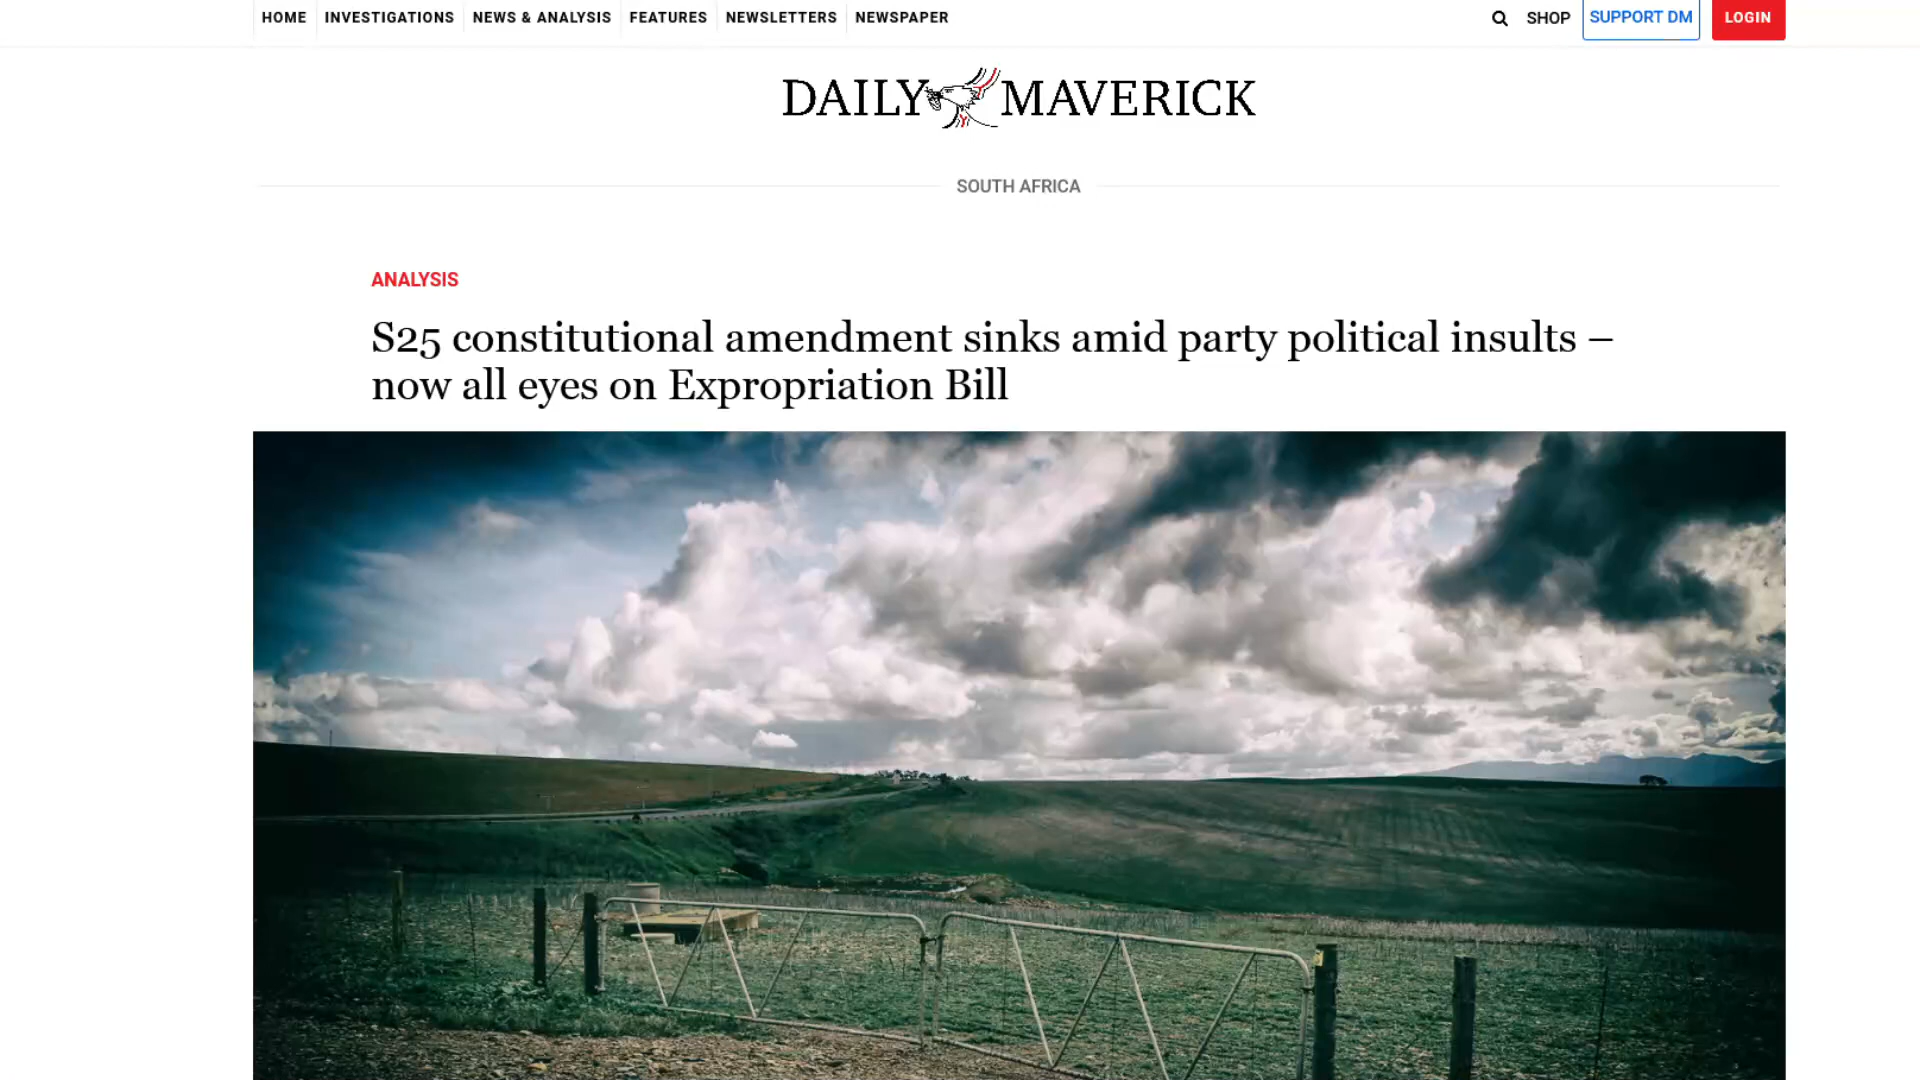 HOME INVESTIGATIONS NEWS & ANALYSIS FEATURES NEWSLETTERS NEWSPAPER SHOP SUPPORT DM LOGIN
DAILY MAVERICK
SOUTH AFRICA
ANALYSIS
S25 constitutional amendment sinks amid party political insults –
now all eyes on Expropriation Bill